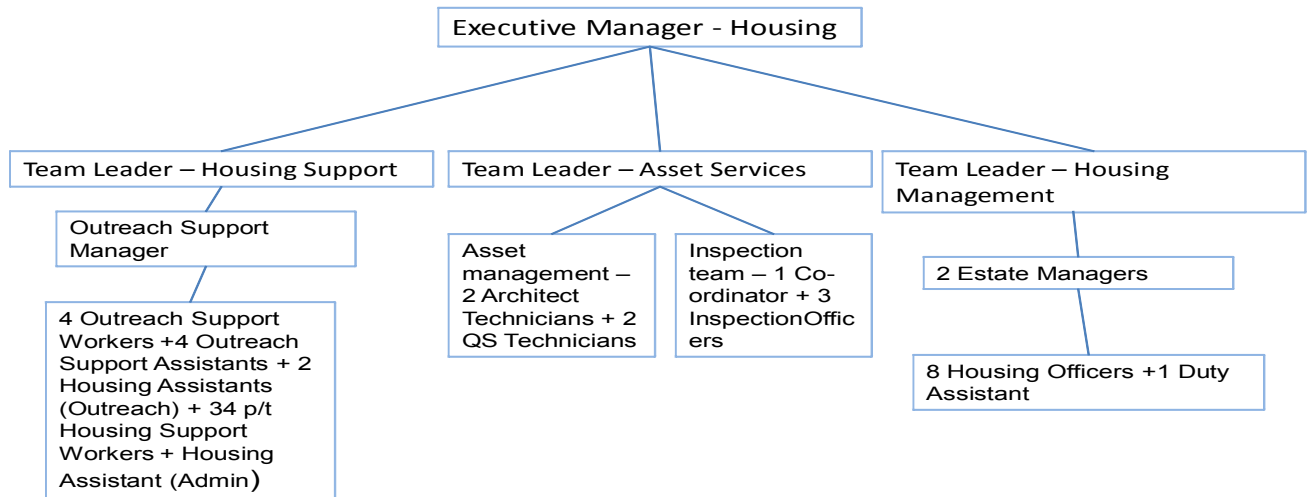 Executive Manager - Housing
Team Leader – Housing Support
Team Leader – Asset Services
Team Leader – Housing
Management
Outreach Support
Manager
Asset
management –
2 Architect
Technicians + 2
QS Technicians
Inspection
team – 1 Co-
ordinator + 3
InspectionOffic
ers
2 Estate Managers
4 Outreach Support
Workers +4 Outreach
Support Assistants + 2
Housing Assistants
(Outreach) + 34 p/t
Housing Support
Workers + Housing
Assistant (Admin)
8 Housing Officers +1 Duty
Assistant